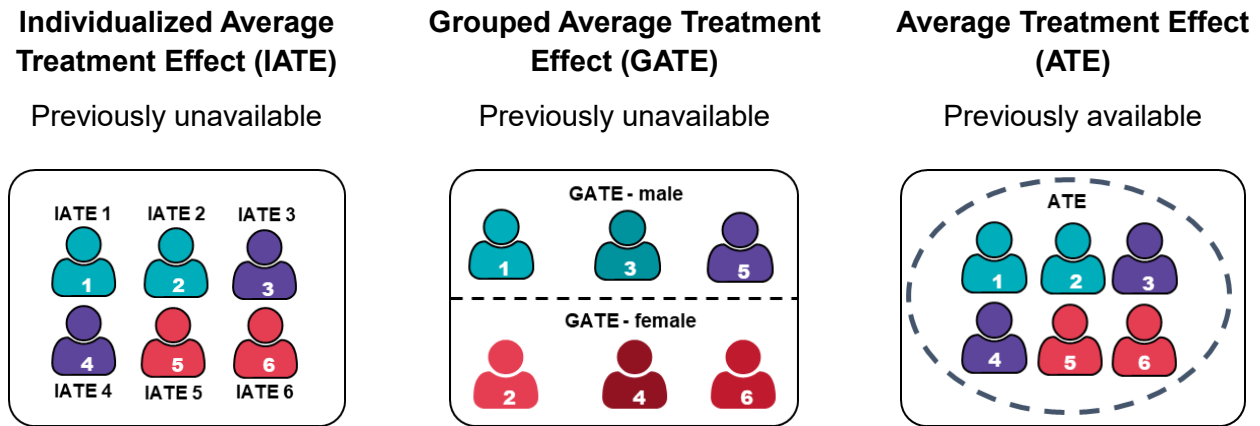 Individualized Average
Treatment Effect (IATE)
Previously unavailable
IATE 1 IATE 2 IATE 3
1 2 3
4 5 6
IATE 4 IATE 5 IATE 6
Grouped Average Treatment
Effect (GATE)
Previously unavailable
GATE - male
1 3 5
GATE - female
2 4 6
Average Treatment Effect
(ATE)
Previously available
ATE
1 2 3
4 5 6